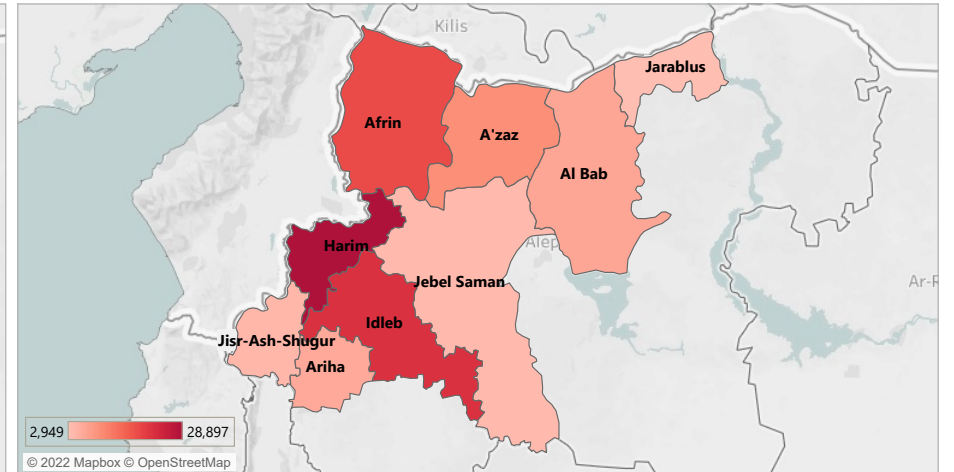 Kilis
Jarablus
Afrin
A'zaz
Al Bab
Harim
Alep
Jebel Saman
Ar-R
Idleb
Jisr-Ash-Shugur
Ariha
2,949
28,897
© 2022 Mapbox © OpenStreetMap